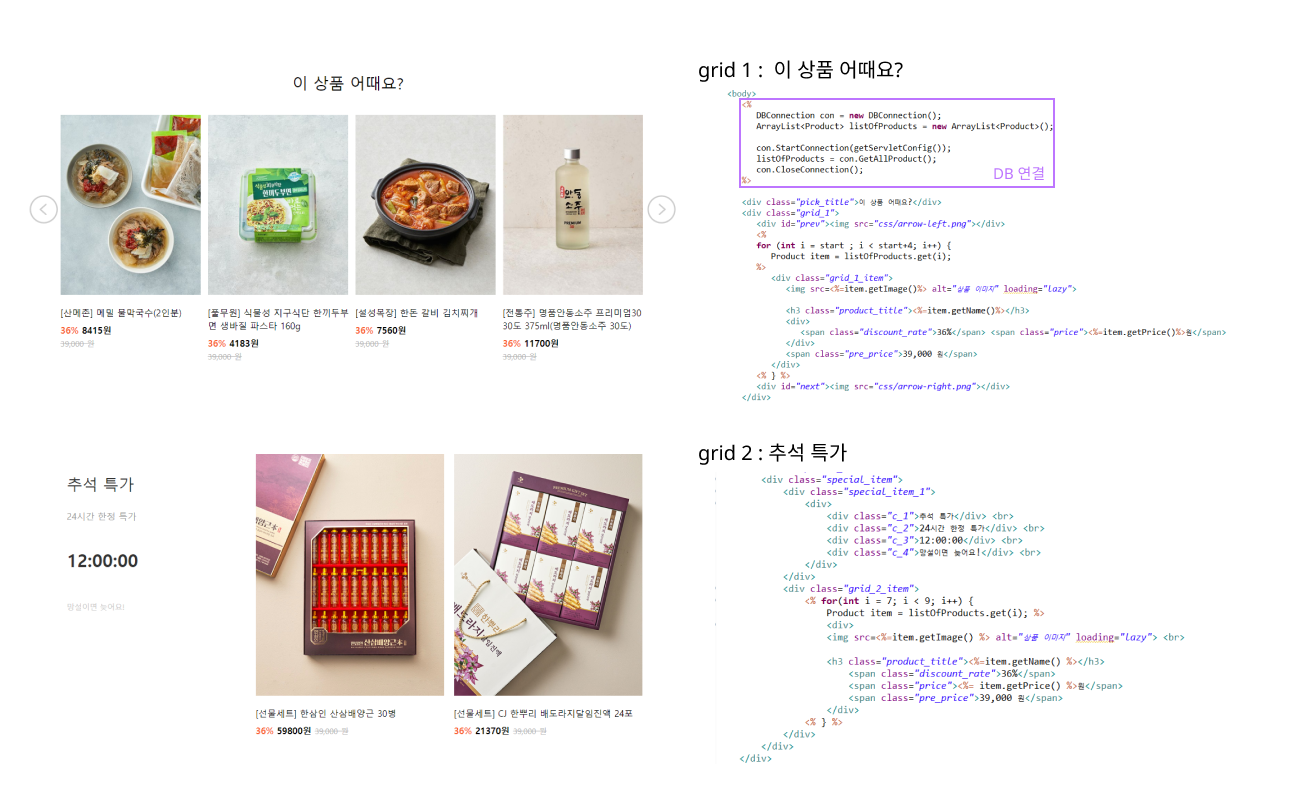 이 상품 어때요?
[산메촌] 메밀 물막국수(2인분)
36% 8415원
39,000 원
[풀무원] 식물성 지구식단 한끼두부
면 생바질 파스타 160g
36% 4183원
39,000 원
[설성목장] 한돈 갈비 김치찌개
36% 7560원
39,000 원
[전통주] 명품안동소주 프리미엄30
30도 375ml(명품안동소주 30도)
36% 11700원
39,000 원
grid 1 : 이 상품 어때요?
<body>
<%
DBConnection con = new DBConnection();
ArrayList<Product> listOfProducts = new ArrayList<Product>();
con.StartConnection(getServletConfig());
listOfProducts = con.GetAllProduct();
con.CloseConnection();
%>
DB 연결
<div class="pick_title">이 상품 어때요?</div>
<div class="grid_1">
<div id="prev"><img src="css/arrow-left.png"></div>
<%
for (int i = start ; i < start+4; i++) {
Product item = listOfProducts.get(i);
%>
<div class="grid_1_item">
<img src=<%=item.getImage()%> alt="상품 이미지" loading="lazy">
<h3 class="product_title"><%=item.getName()%></h3>
<div>
<span class="discount_rate">36%</span> <span class="price"><%=item.getPrice()%>원</span>
</div>
<span class="pre_price">39,000 원</span>
</div>
<% } %>
<div id="next"><img src="css/arrow-right.png"></div>
</div>
추석 특가
24시간 한정 특가
12:00:00
망설이면 늦어요!
안동
소주
산삼배양근
한뿌리
[선물세트] 한삼인 산삼배양근 30병
36% 59800원 39,000 원
[선물세트] CJ 한뿌리 배도라지달임진액 24포
36% 21370원 39,000 원
grid 2 : 추석 특가
<div class="special_item">
<div class="special_item_1">
<div>
<div class="c_1">추석 특가</div> <br>
<div class="c_2">24시간 한정 특가</div> <br>
<div class="c_3">12:00:00</div> <br>
<div class="c_4">망설이면 늦어요!</div> <br>
</div>
</div>
<div class="grid_2_item">
<% for(int i = 7; i < 9; i++) {
Product item = listOfProducts.get(i); %>
<div>
<img src=<%=item.getImage() %> alt="상품 이미지" loading="lazy"> <br>
<h3 class="product_title"><%=item.getName() %></h3>
<span class="discount_rate">36%</span>
<span class="price"><%= item.getPrice() %>원</span>
<span class="pre_price">39,000 원</span>
</div>
<% } %>
</div>
</div>
</div>